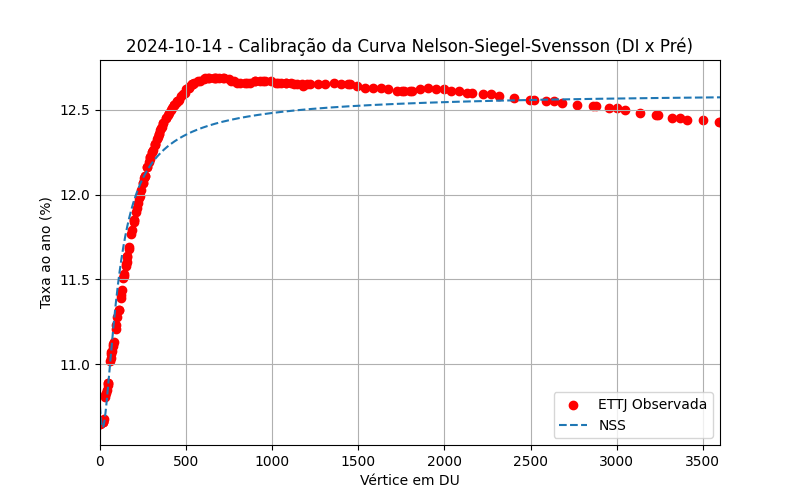 2024-10-14 - Calibração da Curva Nelson-Siegel-Svensson (DI x Pré)
Taxa ao ano (%)
12.5
12.0
11.5
11.0
ETTJ Observada
NSS
0 500 1000 1500 2000 2500 3000 3500
Vértice em DU